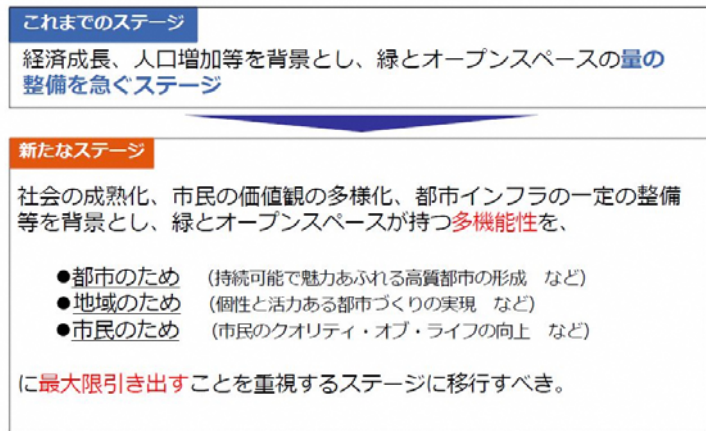 これまでのステージ
経済成長、人口増加等を背景とし、緑とオープンスペースの量の
整備を急ぐステージ
新たなステージ
社会の成熟化、市民の価値観の多様化、都市インフラの一定の整備
等を背景とし、緑とオープンスペースが持つ多機能性を、
●都市のため （持続可能で魅力あふれる高質都市の形成 など）
●地域のため （個性と活力ある都市づくりの実現 など）
●市民のため （市民のクオリティ・オブ・ライフの向上 など）
に最大限引き出すことを重視するステージに移行すべき。